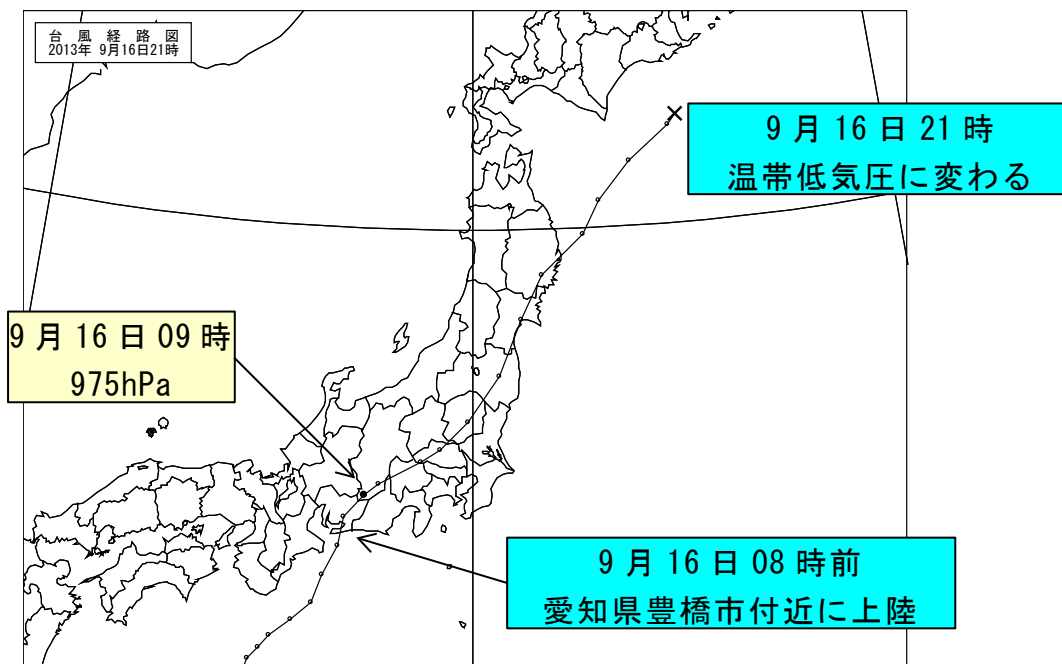 台 風 経 路 図
2013年 9月16日21時
9 月 16 日 21 時
温帯低気圧に変わる
9 月 16 日 09 時
975hPa
9 月 16 日 08 時前
愛知県豊橋市付近に上陸